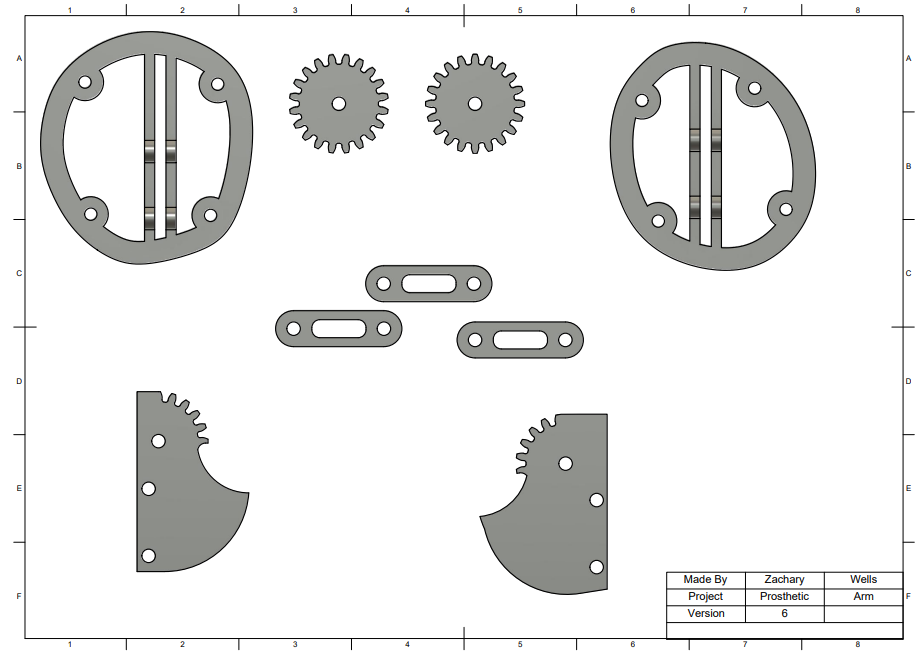 1 2 3 4 5 6 7 8
A A
B B
C C
D D
E E
Made By Zachary Wells
Project Prosthetic Arm
F F
Version 6
1 2 3 4 5 6 7 8